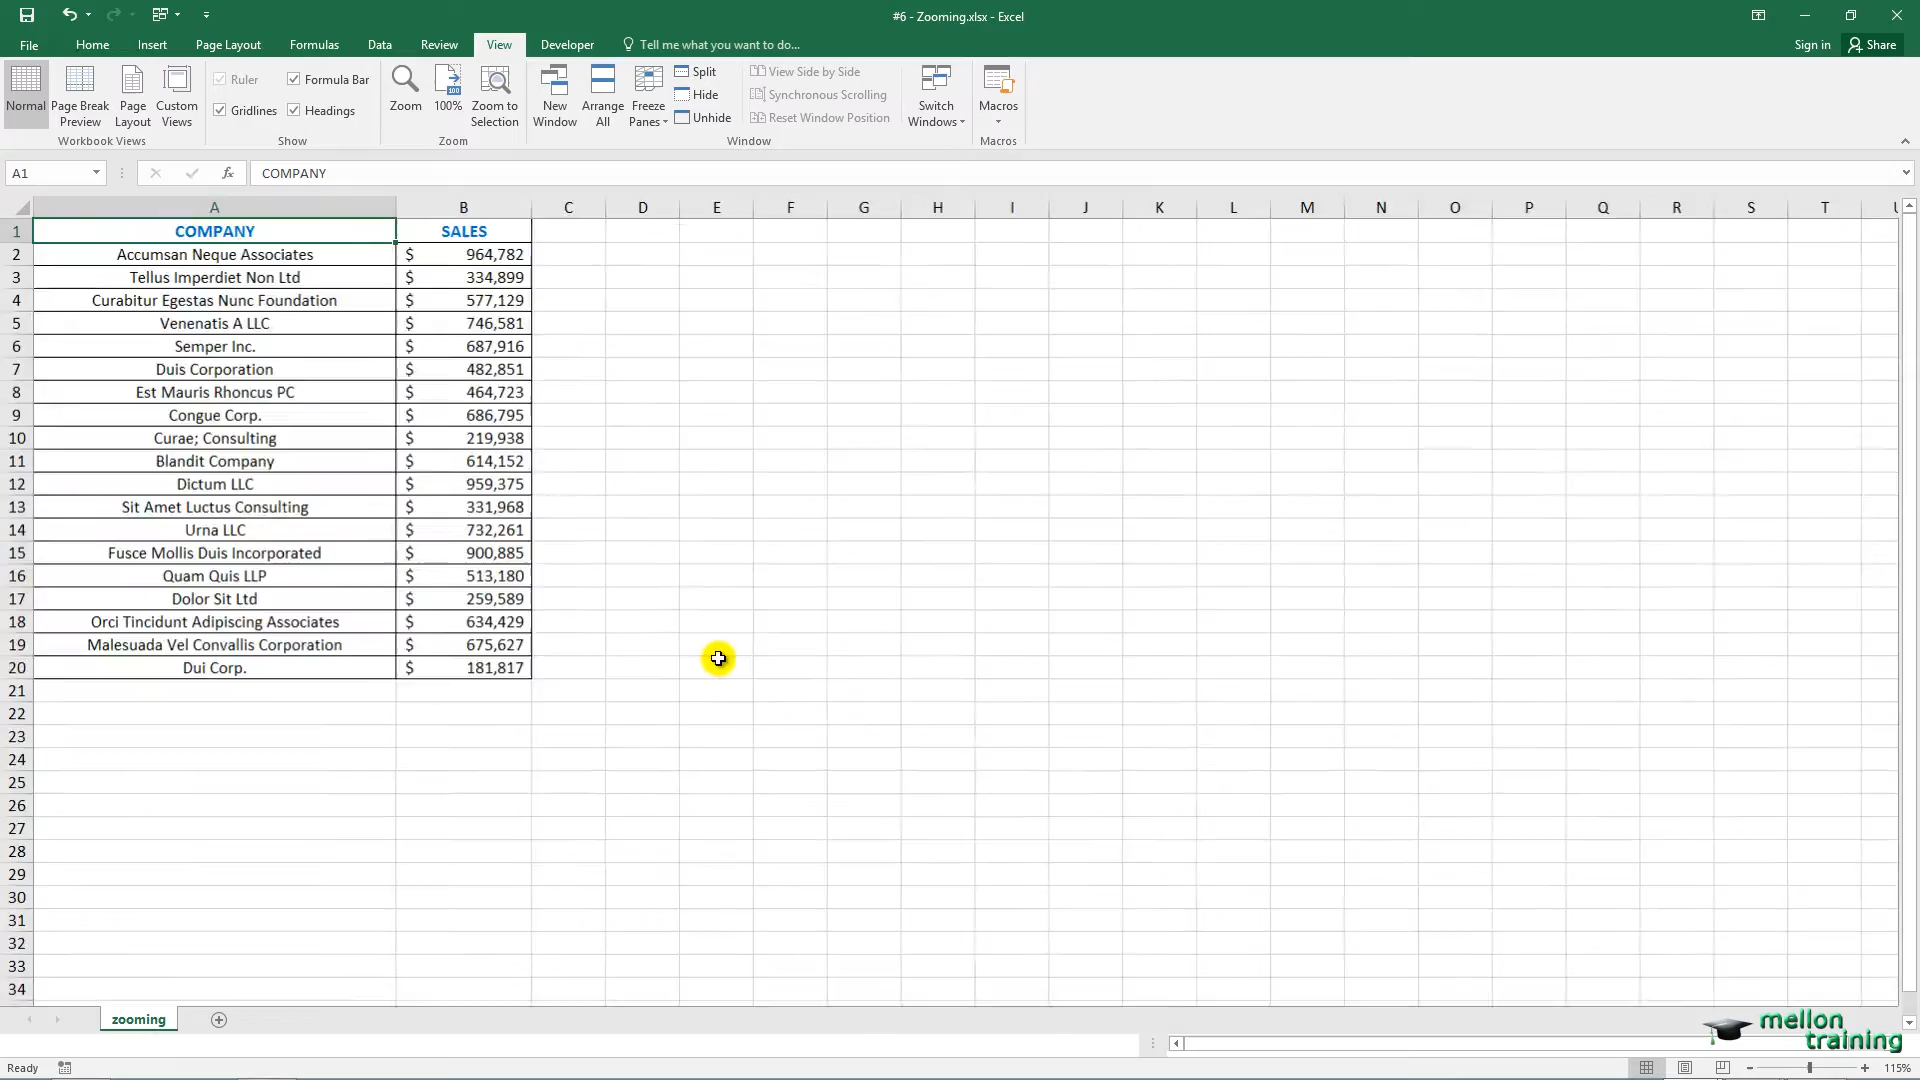 #6 - Zooming.xlsx - Excel
File Home Insert Page Layout Formulas Data Review View Developer Tell me what you want to do... Sign in Share
Normal
Page Break Preview
Page Layout
Custom Views
Workbook Views
Ruler
Formula Bar
Gridlines
Headings
Show
Zoom
100
100%
Zoom to Selection
Zoom
New Window
Arrange All
Freeze Panes
Split
Hide
Unhide
View Side by Side
Synchronous Scrolling
Reset Window Position
Window
Switch Windows
Macros
Macros
A1 fx COMPANY
A B C D E F G H I J K L M N O P Q R S T U
1 COMPANY SALES
2 Accumsan Neque Associates $ 964,782
3 Tellus Imperdiet Non Ltd $ 334,899
4 Curabitur Egestas Nunc Foundation $ 577,129
5 Venenatis A LLC $ 746,581
6 Semper Inc. $ 687,916
7 Duis Corporation $ 482,851
8 Est Mauris Rhoncus PC $ 464,723
9 Congue Corp. $ 686,795
10 Curae; Consulting $ 219,938
11 Blandit Company $ 614,152
12 Dictum LLC $ 959,375
13 Sit Amet Luctus Consulting $ 331,968
14 Urna LLC $ 732,261
15 Fusce Mollis Duis Incorporated $ 900,885
16 Quam Quis LLP $ 513,180
17 Dolor Sit Ltd $ 259,589
18 Orci Tincidunt Adipiscing Associates $ 634,429
19 Malesuada Vel Convallis Corporation $ 675,627
20 Dui Corp. $ 181,817
21
22
23
24
25
26
27
28
29
30
31
32
33
34
zooming
mellon
training
Ready 115%